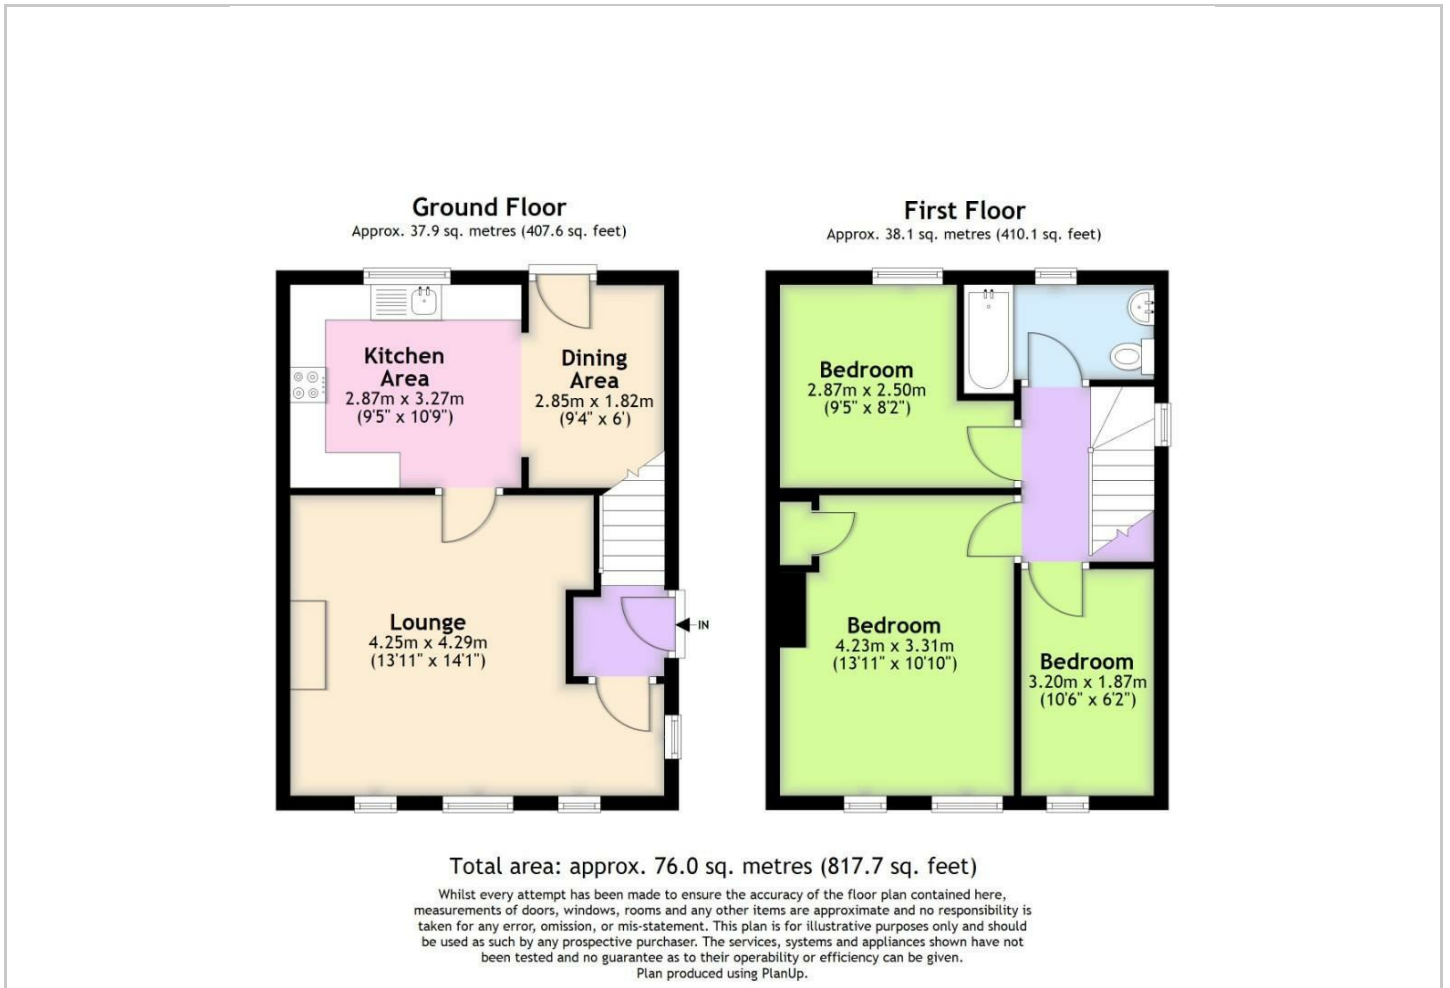 Ground Floor
Approx. 37.9 sq. metres (407.6 sq. feet)
Kitchen
Area
2.87m x 3.27m
(9'5" x 10'9")
Dining
Area
2.85m x 1.82m
(9'4" x 6')
Lounge
4.25m x 4.29m
(13'11" x 14'1")
IN
First Floor
Approx. 38.1 sq. metres (410.1 sq. feet)
Bedroom
2.87m x 2.50m
(9'5" x 8'2")
Bedroom
4.23m x 3.31m
(13'11" x 10'10")
Bedroom
3.20m x 1.87m
(10'6" x 6'2")
Total area: approx. 76.0 sq. metres (817.7 sq. feet)
Whilst every attempt has been made to ensure the accuracy of the floor plan contained here,
measurements of doors, windows, rooms and any other items are approximate and no responsibility is
taken for any error, omission, or mis-statement. This plan is for illustrative purposes only and should
be used as such by any prospective purchaser. The services, systems and appliances shown have not
been tested and no guarantee as to their operability or efficiency can be given.
Plan produced using PlanUp.